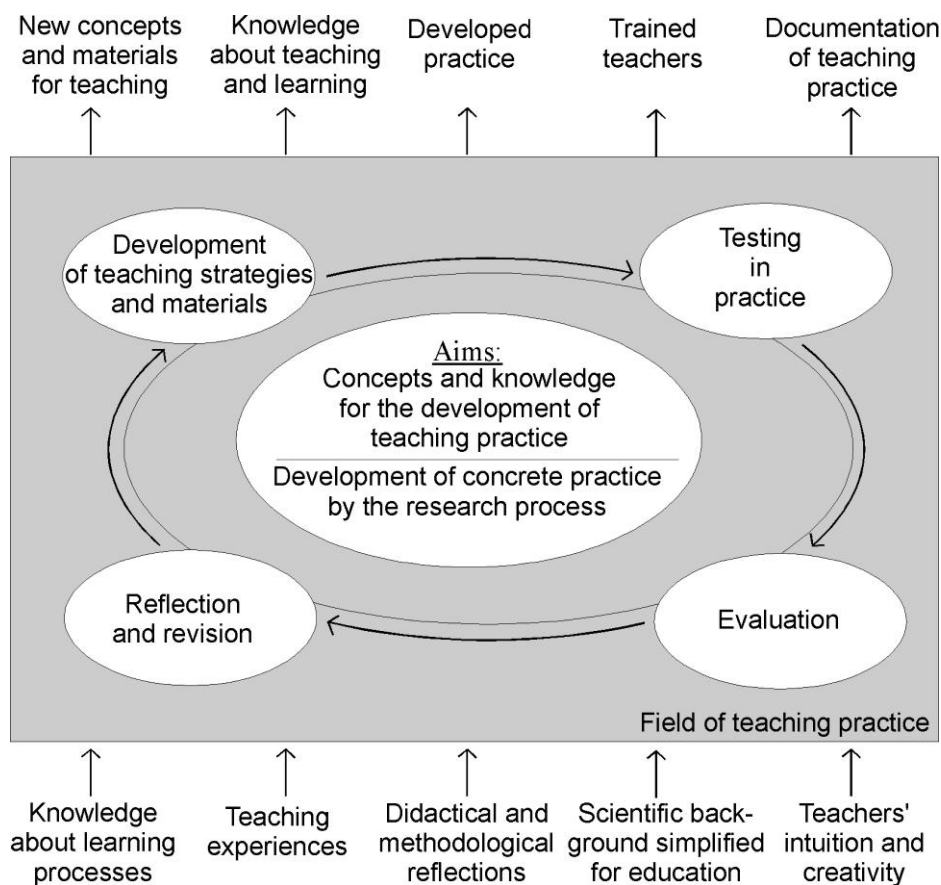 New concepts
and materials
for teaching
Knowledge
about teaching
and learning
Developed
practice
Trained
teachers
Documentation
of teaching
practice
Development
of teaching strategies
and materials
Testing
in
practice
Aims:
Concepts and knowledge
for the development of
teaching practice
Development of concrete practice
by the research process
Reflection
and revision
Evaluation
Field of teaching practice
Knowledge
about learning
processes
Teaching
experiences
Didactical and
methodological
reflections
Scientific back-
ground simplified
for education
Teachers'
intuition and
creativity